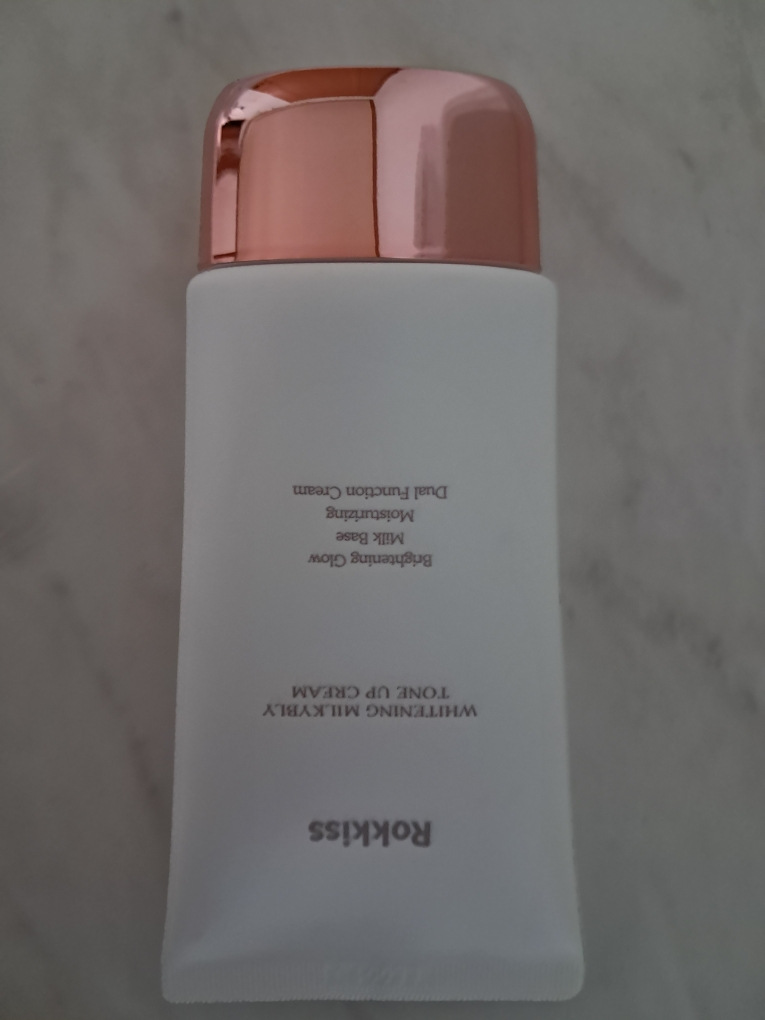 Rokkiss
WHITENING MILKYBLY
TONE UP CREAM
Brightening Glow
Milk Base
Moisturizing
Dual Function Cream